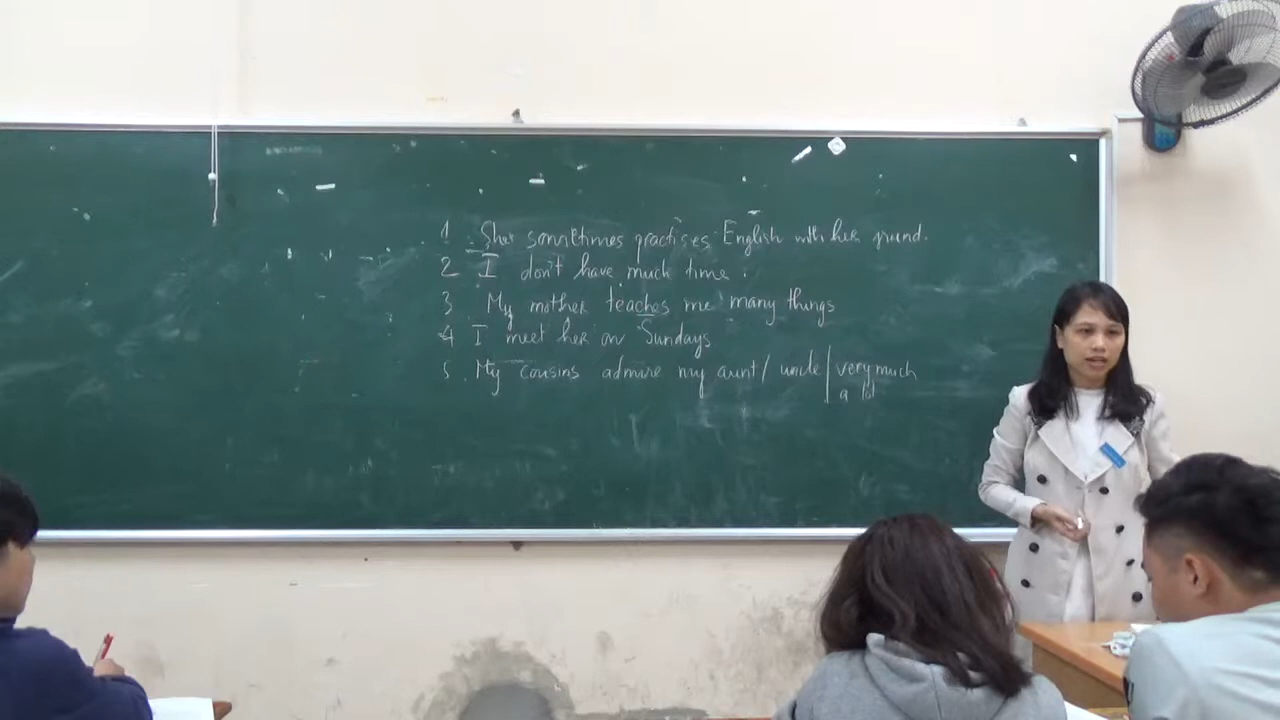 1. She sometimes practises English with her friend.
2. I don't have much time.
3. My mother teaches me many things
4 I meet her on Sundays
5. My cousins admire my aunt / uncle | very much
a lot